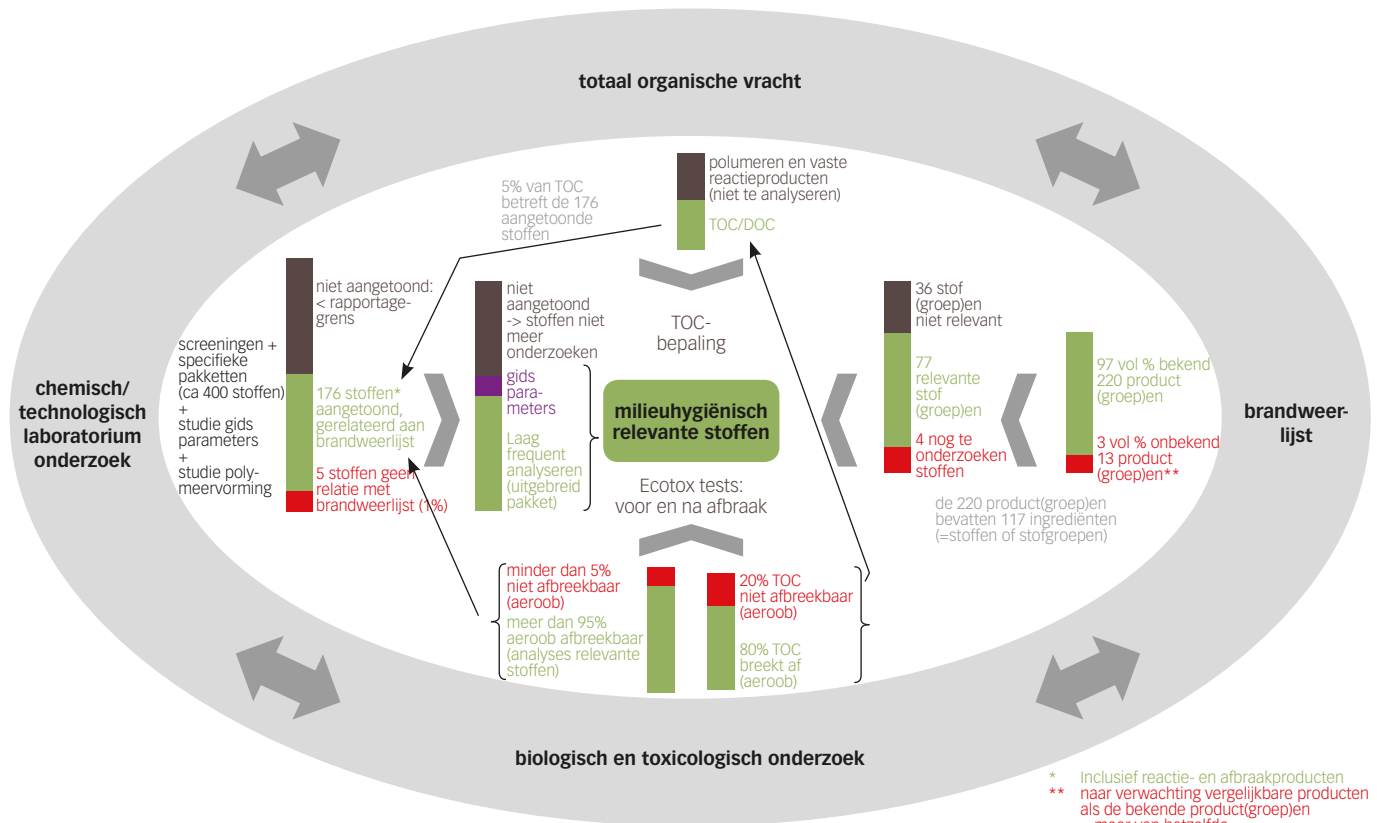 totaal organische vracht
polumeren en vaste
reactieproducten
(niet te analyseren)
TOC/DOC
5% van TOC
betreft de 176
aangetoonde
stoffen
TOC-
bepaling
chemisch/
technologisch
laboratorium
onderzoek
screeningen +
specifieke
pakketten
(ca 400 stoffen)
+
studie gids
parameters
+
studie poly-
meervorming
niet aangetoond:
< rapportage-
grens
176 stoffen*
aangetoond,
gerelateerd aan
brandweerlijst
5 stoffen geen
relatie met
brandweerlijst (1%)
niet
aangetoond
-> stoffen niet
meer
onderzoeken
gids
para-
meters
Laag
frequent
analyseren
(uitgebreid
pakket)
milieuhygiënisch
relevante stoffen
Ecotox tests:
voor en na afbraak
36 stof
(groep)en
niet relevant
77
relevante
stof
(groep)en
4 nog te
onderzoeken
stoffen
97 vol % bekend
220 product
(groep)en
3 vol % onbekend
13 product
(groep)en**
de 220 product(groep)en
bevatten 117 ingrediënten
(=stoffen of stofgroepen)
brandweer-
lijst
minder dan 5%
niet afbreekbaar
(aeroob)
meer dan 95%
aeroob afbreekbaar
(analyses relevante
stoffen)
20% TOC
niet afbreekbaar
(aeroob)
80% TOC
breekt af
(aeroob)
biologisch en toxicologisch onderzoek
* Inclusief reactie- en afbraakproducten
** naar verwachting vergelijkbare producten
als de bekende product(groep)en